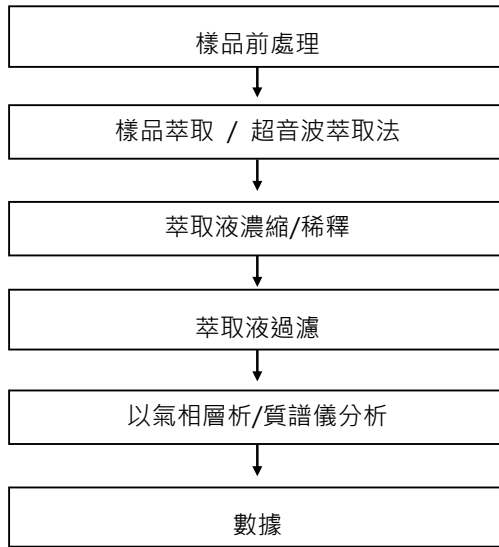 樣品前處理
樣品萃取 / 超音波萃取法
萃取液濃縮/稀釋
萃取液過濾
以氣相層析/質譜儀分析
數據